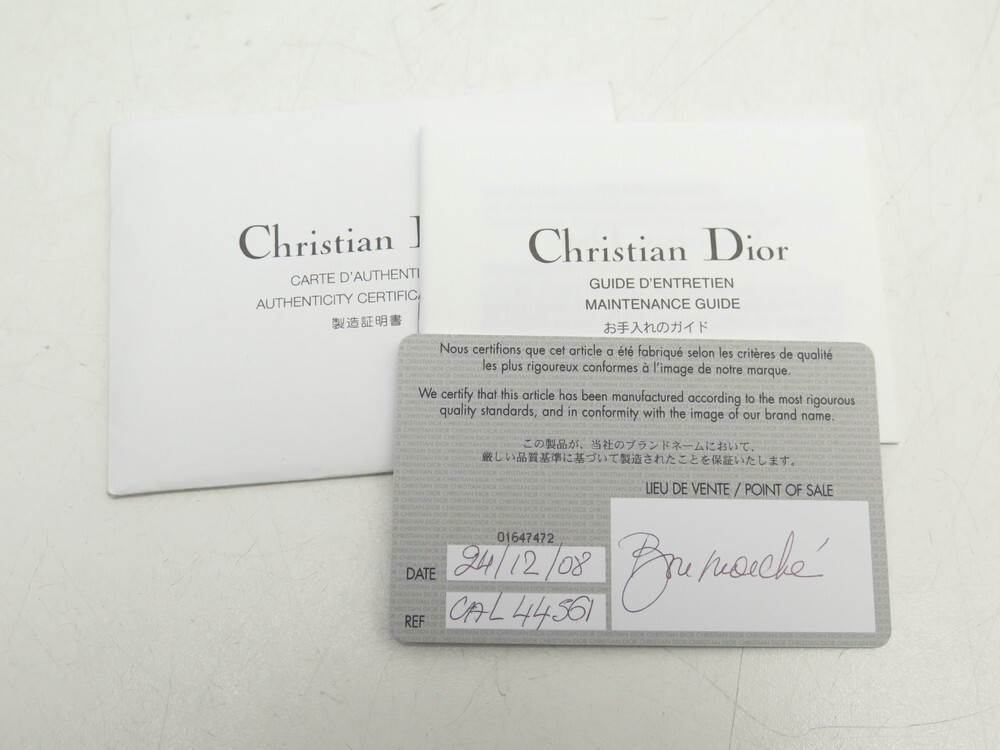 Christian
CARTE D'AUTHENTI
AUTHENTICITY CERTIFICA
製造証明書
Christian Dior
GUIDE D'ENTRETIEN
MAINTENANCE GUIDE
お手入れのガイド
Nous certifions que cet article a été fabriqué selon les critères de qualité
les plus rigoureux conformes à l'image de notre marque.
We certify that this article has been manufactured according to the most rigourous
quality standards, and in conformity with the image of our brand name.
この製品が、当社のブランドネームにおいて、
厳しい品質基準に基づいて製造されたことを保証いたします。
LIEU DE VENTE / POINT OF SALE
01647472
DATE 24/12/08
REF CAL 44561
Bon marché